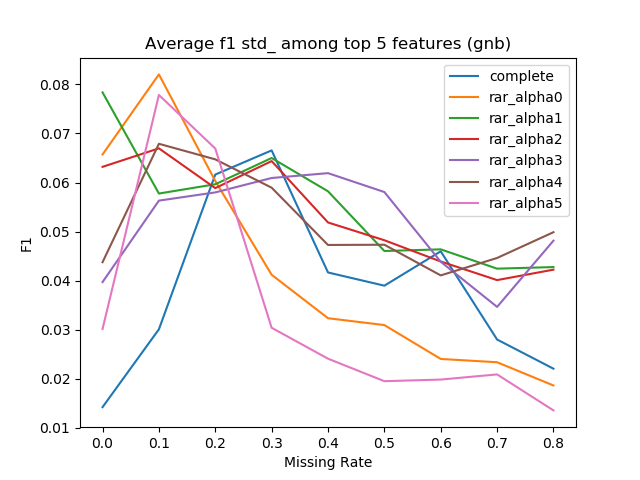 Average f1 std_ among top 5 features (gnb)
complete
rar_alpha0
rar_alpha1
rar_alpha2
rar_alpha3
rar_alpha4
rar_alpha5
F1
0.08
0.07
0.06
0.05
0.04
0.03
0.02
0.01
0.0 0.1 0.2 0.3 0.4 0.5 0.6 0.7 0.8
Missing Rate